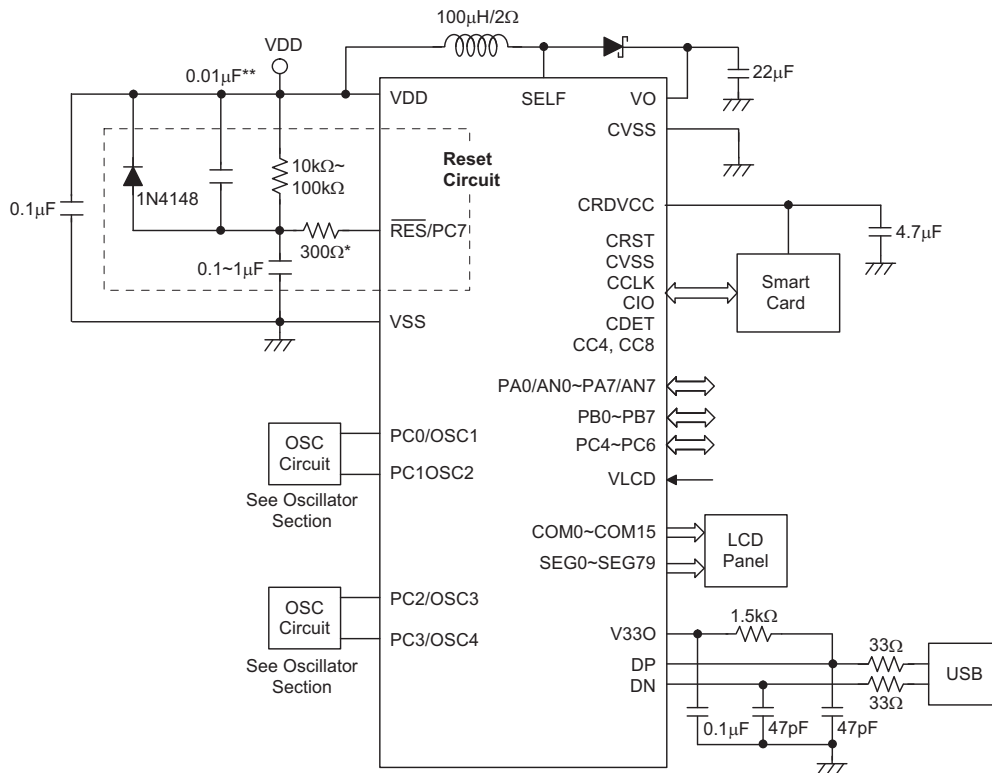 100μH/2Ω
VDD
0.01μF**
22μF
VDD
SELF
VO
CVSS
Reset
Circuit
10kΩ~
100kΩ
1N4148
0.1μF
CRDVCC
4.7μF
RES/PC7
300Ω*
0.1~1μF
CRST
CVSS
CCLK
CIO
CDET
CC4, CC8
Smart
Card
VSS
PA0/AN0~PA7/AN7
PB0~PB7
PC4~PC6
OSC
Circuit
PC0/OSC1
PC1OSC2
See Oscillator
Section
VLCD
COM0~COM15
SEG0~SEG79
LCD
Panel
OSC
Circuit
PC2/OSC3
PC3/OSC4
See Oscillator
Section
V33O
1.5kΩ
DP
DN
33Ω
33Ω
USB
0.1μF
47pF
47pF